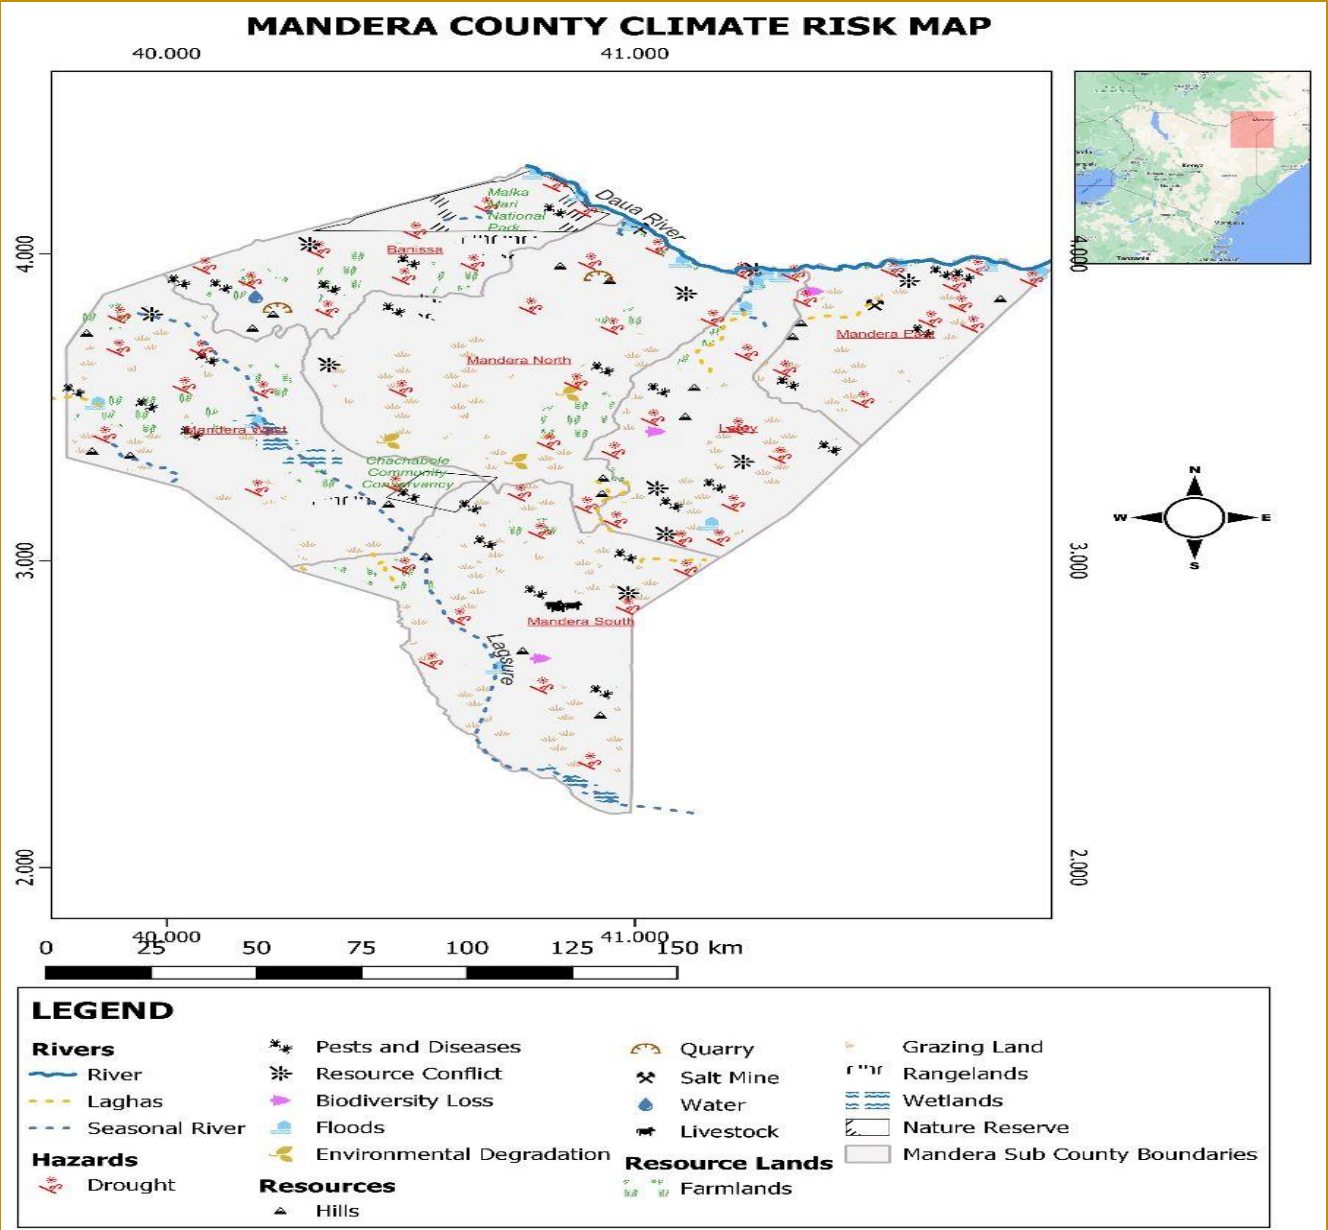 MANDERA COUNTY CLIMATE RISK MAP
40.000 41.000
4.000
4.000
3.000
3.000
2.000
2.000
Malka
Mari
National
Park
Daua River
Banissa
Mandera North
Mandera East
Mandera West
Lafey
Chachabole
Community
Conservancy
Mandera South
Lagsure
Kenya
Tanzania
Mombasa
N
W E
S
40.000 41.000
0 25 50 75 100 125 150 km
LEGEND
Rivers
River
Laghas
Seasonal River
Hazards
Drought
Pests and Diseases
Resource Conflict
Biodiversity Loss
Floods
Environmental Degradation
Resources
Hills
Quarry
Salt Mine
Water
Livestock
Resource Lands
Farmlands
Grazing Land
Rangelands
Wetlands
Nature Reserve
Mandera Sub County Boundaries